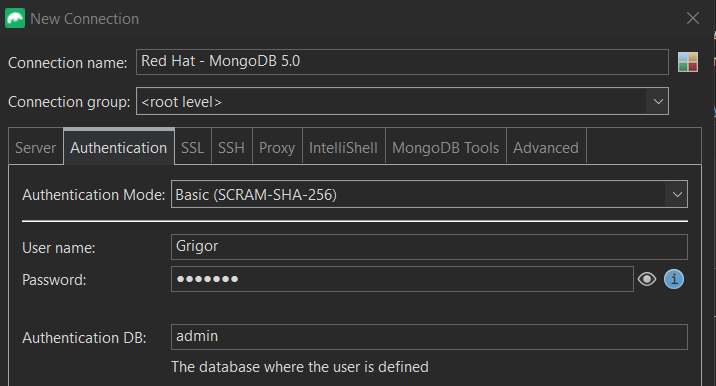 New Connection
Connection name: Red Hat - MongoDB 5.0
Connection group: <root level>
Server Authentication SSL SSH Proxy IntelliShell MongoDB Tools Advanced
Authentication Mode: Basic (SCRAM-SHA-256)
User name: Grigor
Password: ●●●●●●●
Authentication DB: admin
The database where the user is defined